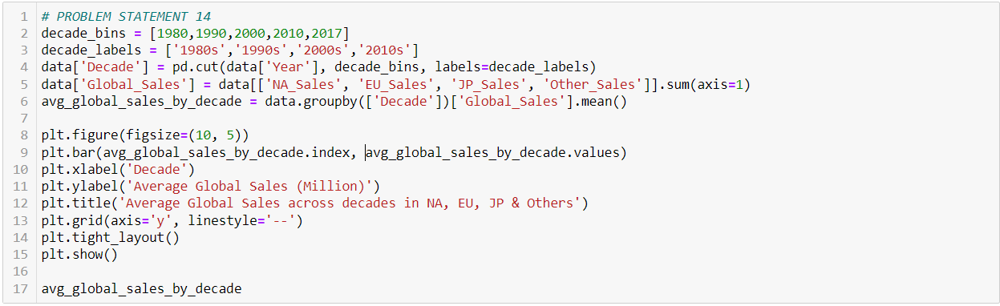 1 # PROBLEM STATEMENT 14
2 decade_bins = [1980,1990,2000,2010,2017]
3 decade_labels = ['1980s','1990s','2000s','2010s']
4 data['Decade'] = pd.cut(data['Year'], decade_bins, labels=decade_labels)
5 data['Global_Sales'] = data[['NA_Sales', 'EU_Sales', 'JP_Sales', 'Other_Sales']].sum(axis=1)
6 avg_global_sales_by_decade = data.groupby(['Decade'])['Global_Sales'].mean()
7
8 plt.figure(figsize=(10, 5))
9 plt.bar(avg_global_sales_by_decade.index, avg_global_sales_by_decade.values)
10 plt.xlabel('Decade')
11 plt.ylabel('Average Global Sales (Million)')
12 plt.title('Average Global Sales across decades in NA, EU, JP & Others')
13 plt.grid(axis='y', linestyle='--')
14 plt.tight_layout()
15 plt.show()
16
17 avg_global_sales_by_decade